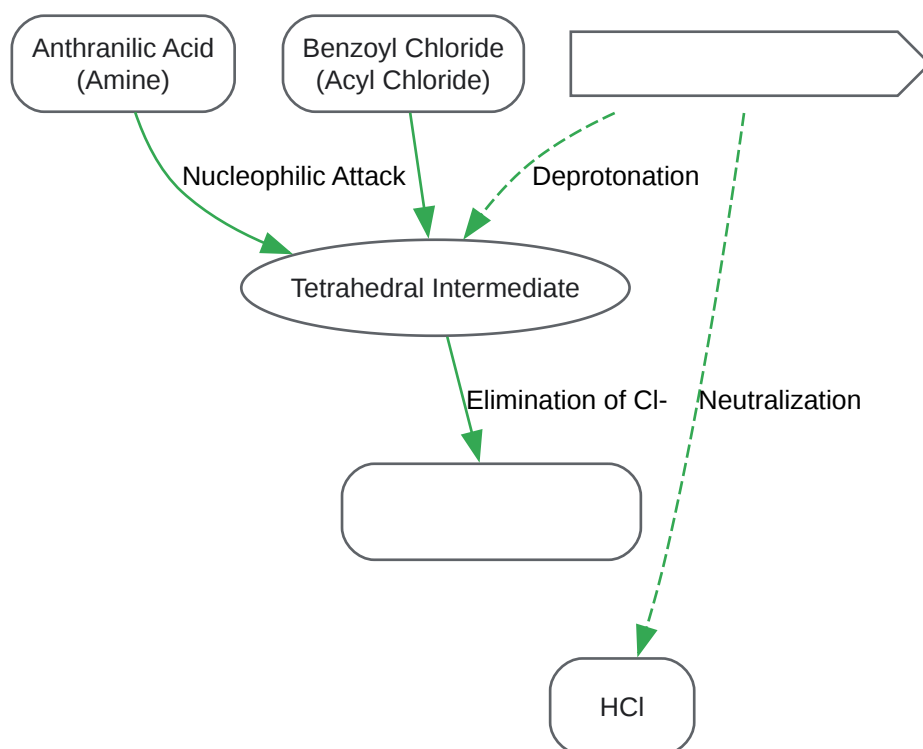 Anthranilic Acid
(Amine)
Benzoyl Chloride
(Acyl Chloride)
Nucleophilic Attack
Deprotonation
Tetrahedral Intermediate
Elimination of Cl-
Neutralization
HCl